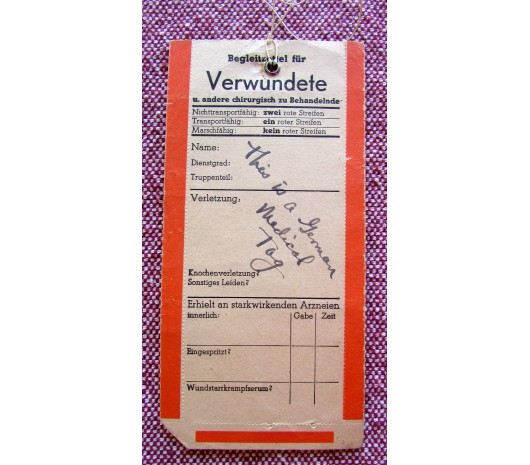 Begleitzettel für
Verwundete
u. andere chirurgisch zu Behandelnde
Nichttransportfähig: zwei rote Streifen
Transportfähig: ein roter Streifen
Marschfähig: kein roter Streifen
Name:
Dienstgrad:
Truppenteil:
This is a German
Medical
Tag
Verletzung:
Knochenverletzung?
Sonstiges Leiden?
Erhielt an starkwirkenden Arzneien
innerlich: Gabe Zeit
Eingespritzt?
Wundstarrkrampfserum?